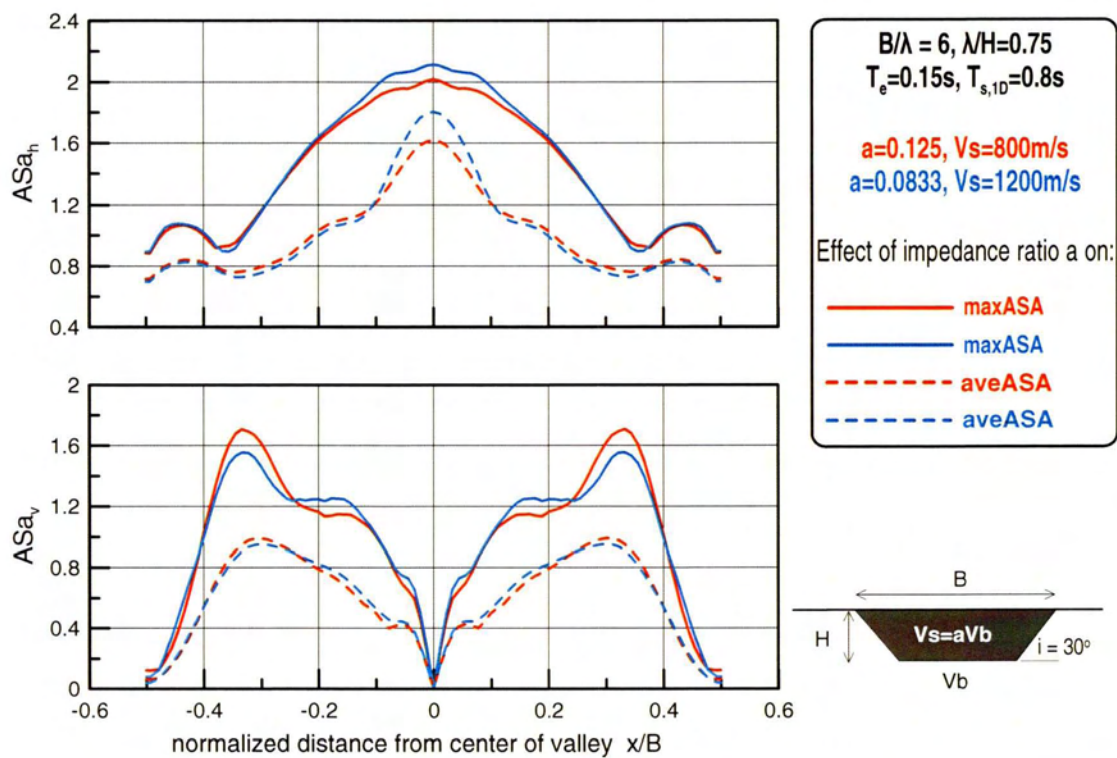 2.4
2
1.6
1.2
0.8
0.4
ASa_h
2
1.6
1.2
0.8
0.4
0
ASa_v
-0.6 -0.4 -0.2 0 0.2 0.4 0.6
normalized distance from center of valley x/B
B/λ = 6, λ/H=0.75
T_e=0.15s, T_s,1D=0.8s
a=0.125, Vs=800m/s
a=0.0833, Vs=1200m/s
Effect of impedance ratio a on:
maxASA
maxASA
aveASA
aveASA
B
H
Vs=aVb
i = 30º
Vb